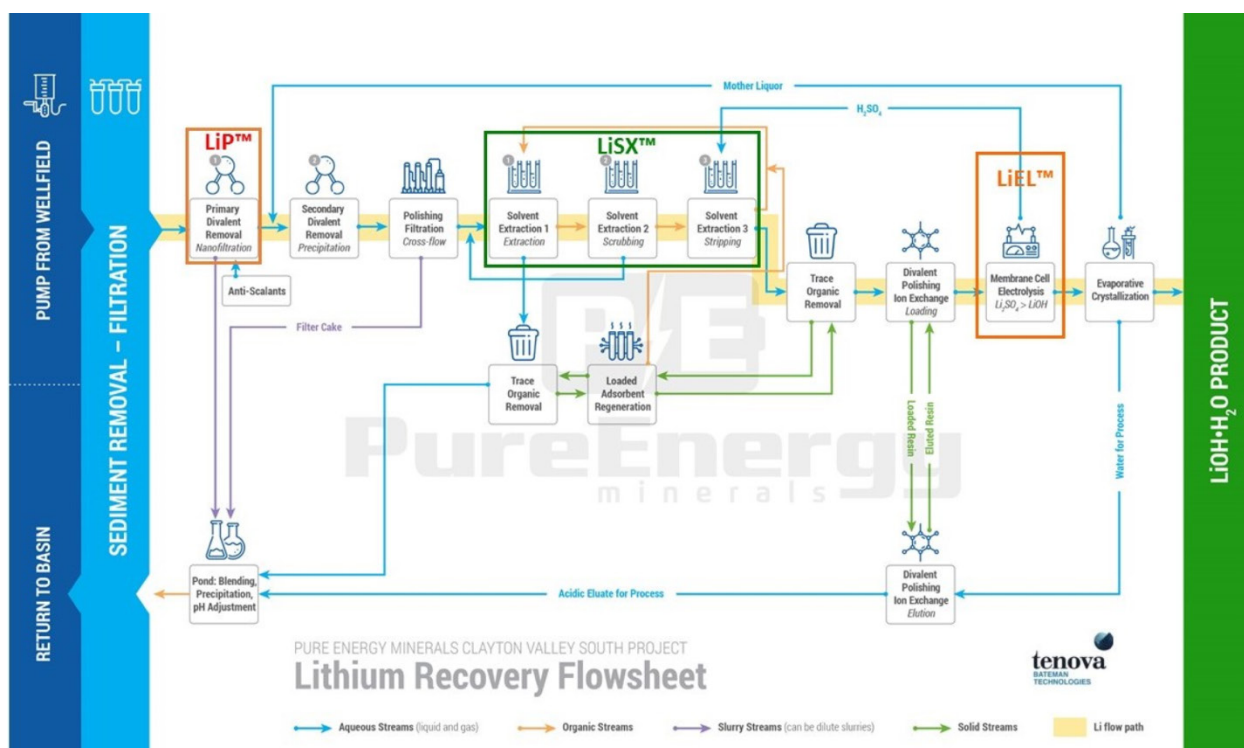 PUMP FROM WELLFIELD
RETURN TO BASIN
SEDIMENT REMOVAL – FILTRATION
Mother Liquor
H₂SO₄
LiP™
LiSX™
LiEL™
1
Primary
Divalent
Removal
Nanofiltration
2
Secondary
Divalent
Removal
Precipitation
Polishing
Filtration
Cross-flow
1
Solvent
Extraction 1
Extraction
2
Solvent
Extraction 2
Scrubbing
3
Solvent
Extraction 3
Stripping
Trace
Organic
Removal
Divalent
Polishing
Ion Exchange
Loading
Membrane Cell
Electrolysis
Li₂SO₄ > LiOH
Evaporative
Crystallization
Anti-Scalants
Filter Cake
Trace
Organic
Removal
Loaded
Adsorbent
Regeneration
Loaded Resin
Eluted Resin
Water for Process
PureEnergy
minerals
Pond: Blending,
Precipitation,
pH Adjustment
Acidic Eluate for Process
Divalent
Polishing
Ion Exchange
Elution
LiOH•H₂O PRODUCT
PURE ENERGY MINERALS CLAYTON VALLEY SOUTH PROJECT
Lithium Recovery Flowsheet
tenova
BATEMAN
TECHNOLOGIES
Aqueous Streams (liquid and gas)
Organic Streams
Slurry Streams (can be dilute slurries)
Solid Streams
Li flow path